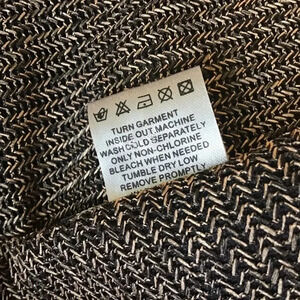 TURN GARMENT
INSIDE OUT.MACHINE
WASH COLD SEPARATELY
ONLY NON-CHLORINE
BLEACH WHEN NEEDED
TUMBLE DRY LOW
REMOVE PROMPTLY